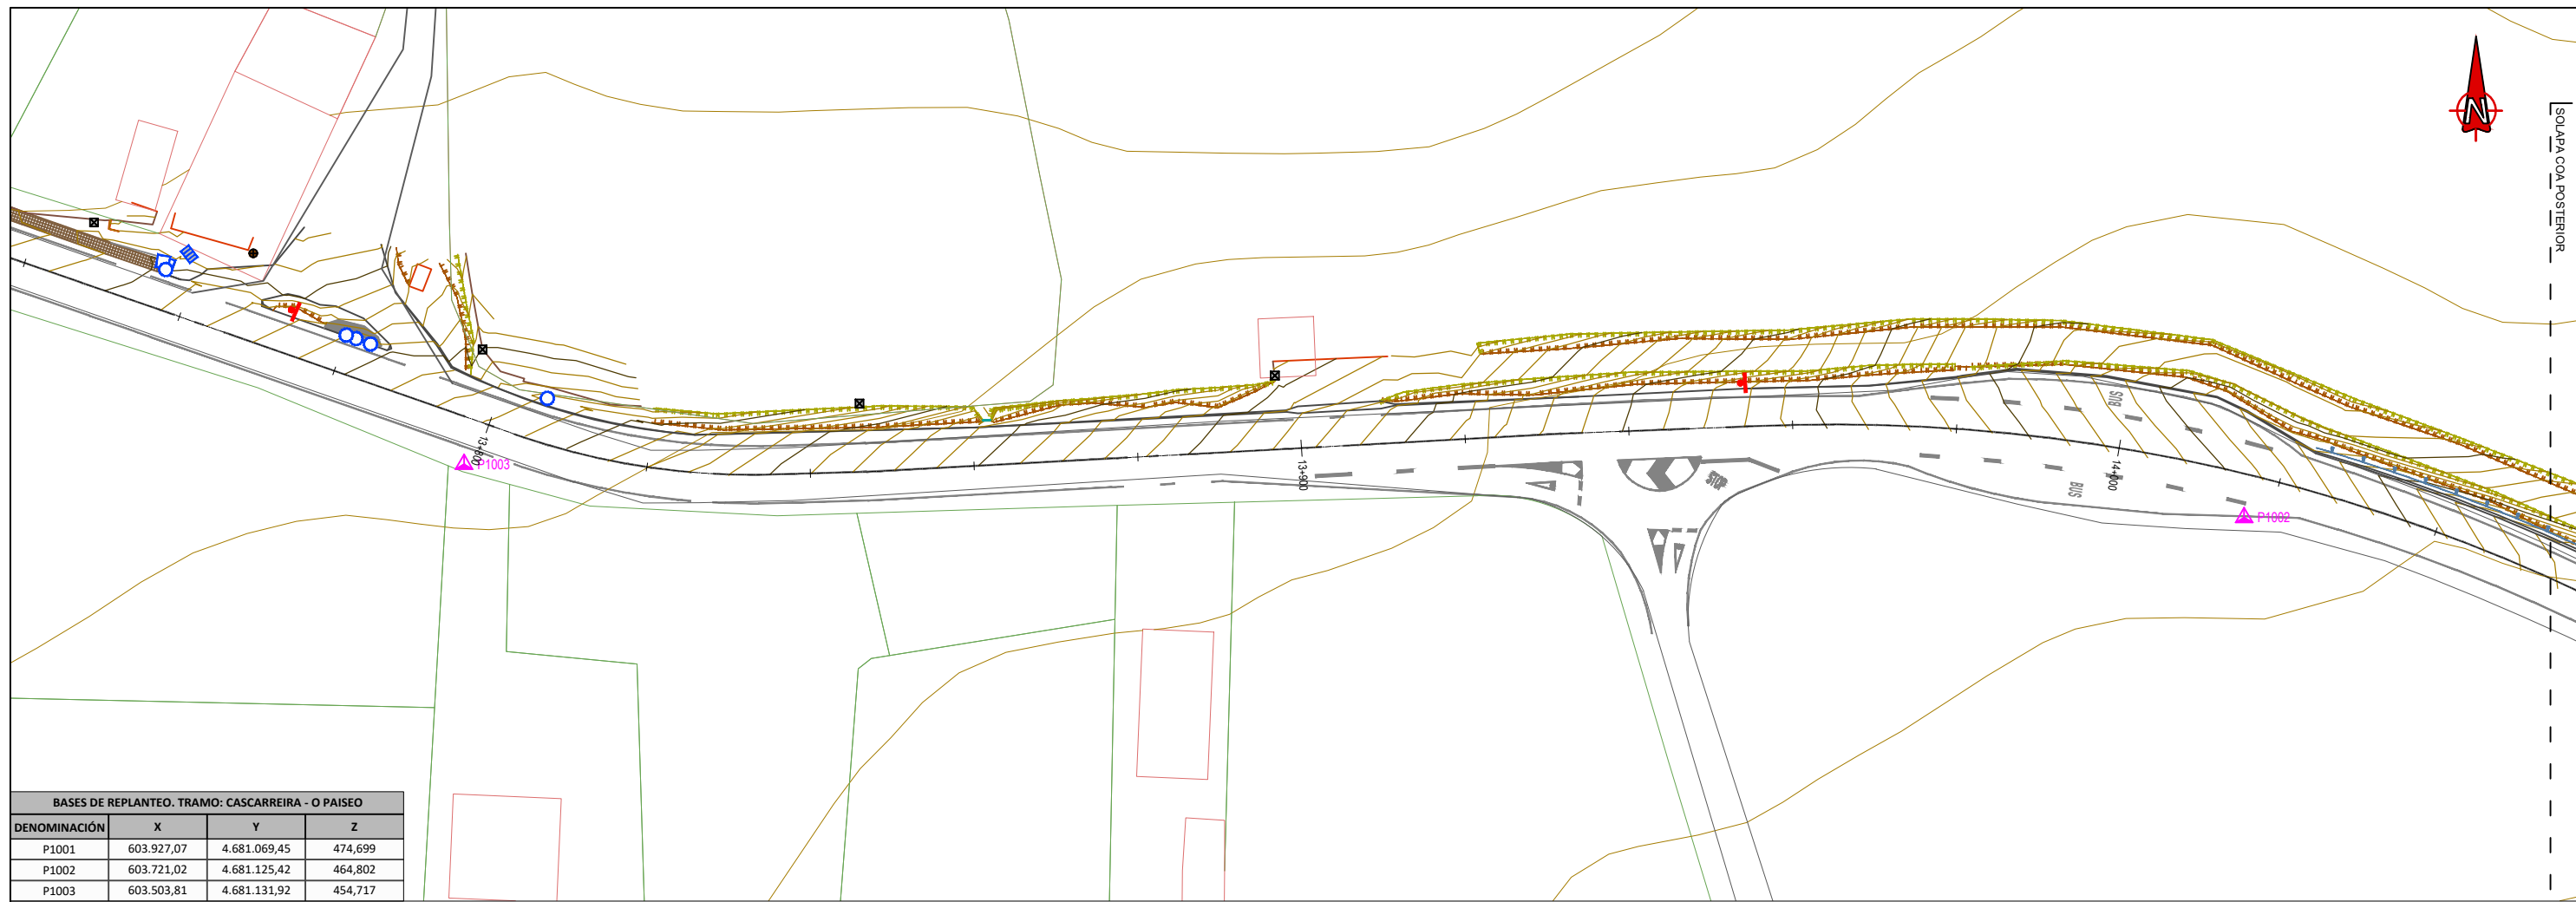 N
SOLAPA COA POSTERIOR
BUS
13+800
P1003
13+900
STOP
14+000
BUS
P1002
BASES DE REPLANTEO. TRAMO: CASCARREIRA - O PAISEO
DENOMINACIÓN X Y Z
P1001 603.927,07 4.681.069,45 474,699
P1002 603.721,02 4.681.125,42 464,802
P1003 603.503,81 4.681.131,92 454,717